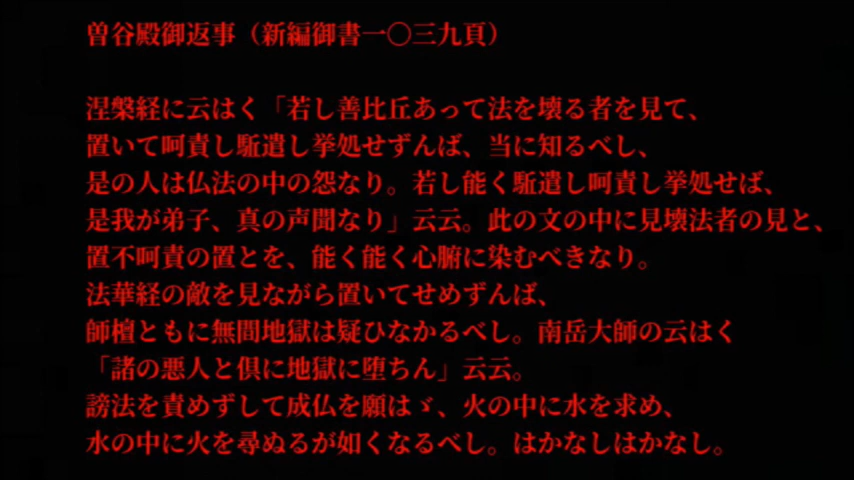 曽谷殿御返事（新編御書一〇三九頁）
涅槃経に云はく「若し善比丘あって法を壊る者を見て、
置いて呵責し駈遣し挙処せずんば、当に知るべし、
是の人は仏法の中の怨なり。若し能く駈遣し呵責し挙処せば、
是我が弟子、真の声聞なり」云云。此の文の中に見壊法者の見と、
置不呵責の置とを、能く能く心腑に染むべきなり。
法華経の敵を見ながら置いてせめずんば、
師檀ともに無間地獄は疑ひなかるべし。南岳大師の云はく
「諸の悪人と倶に地獄に堕ちん」云云。
謗法を責めずして成仏を願はゞ、火の中に水を求め、
水の中に火を尋ぬるが如くなるべし。はかなしはかなし。